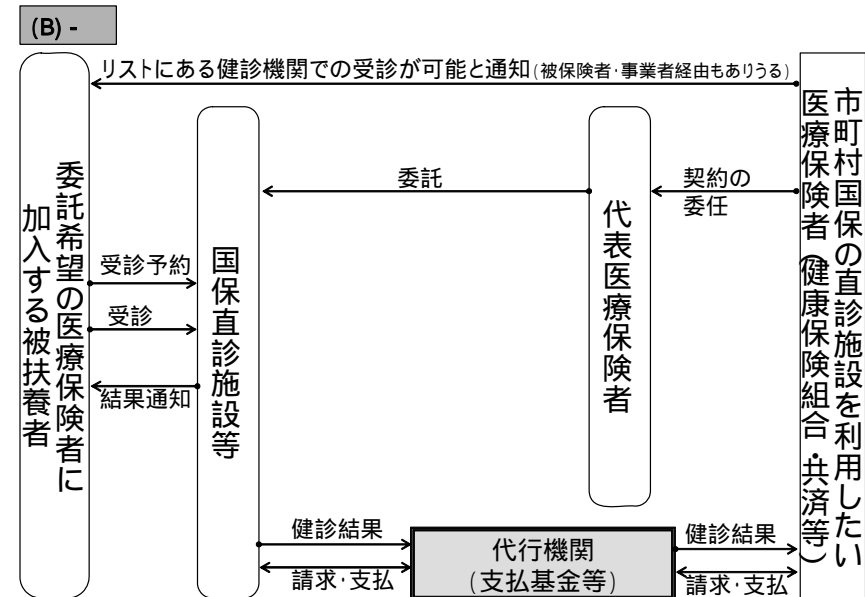 (B) -
リストにある健診機関での受診が可能と通知(被保険者・事業者経由もありうる)
委託希望の医療保険者に
加入する被扶養者
受診予約
受診
結果通知
国保直診施設等
委託
代表医療保険者
契約の
委任
市町村国保の直診施設を利用したい
医療保険者(健康保険組合・共済等)
健診結果
請求・支払
代行機関
(支払基金等)
健診結果
請求・支払